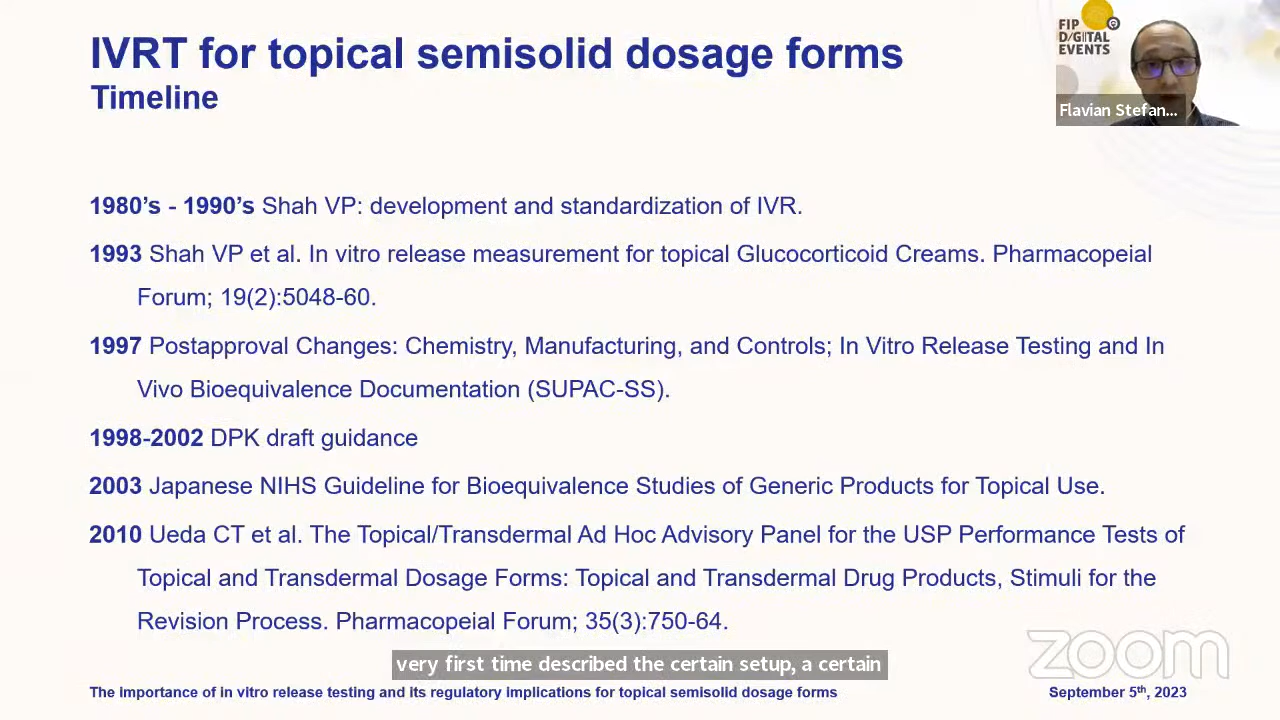 IVRT for topical semisolid dosage forms
Timeline
FIP
DIGITAL
EVENTS
Flavian Stefan...
1980’s - 1990’s Shah VP: development and standardization of IVR.
1993 Shah VP et al. In vitro release measurement for topical Glucocorticoid Creams. Pharmacopeial
Forum; 19(2):5048-60.
1997 Postapproval Changes: Chemistry, Manufacturing, and Controls; In Vitro Release Testing and In
Vivo Bioequivalence Documentation (SUPAC-SS).
1998-2002 DPK draft guidance
2003 Japanese NIHS Guideline for Bioequivalence Studies of Generic Products for Topical Use.
2010 Ueda CT et al. The Topical/Transdermal Ad Hoc Advisory Panel for the USP Performance Tests of
Topical and Transdermal Dosage Forms: Topical and Transdermal Drug Products, Stimuli for the
Revision Process. Pharmacopeial Forum; 35(3):750-64.
very first time described the certain setup, a certain
zoom
The importance of in vitro release testing and its regulatory implications for topical semisolid dosage forms
September 5th, 2023